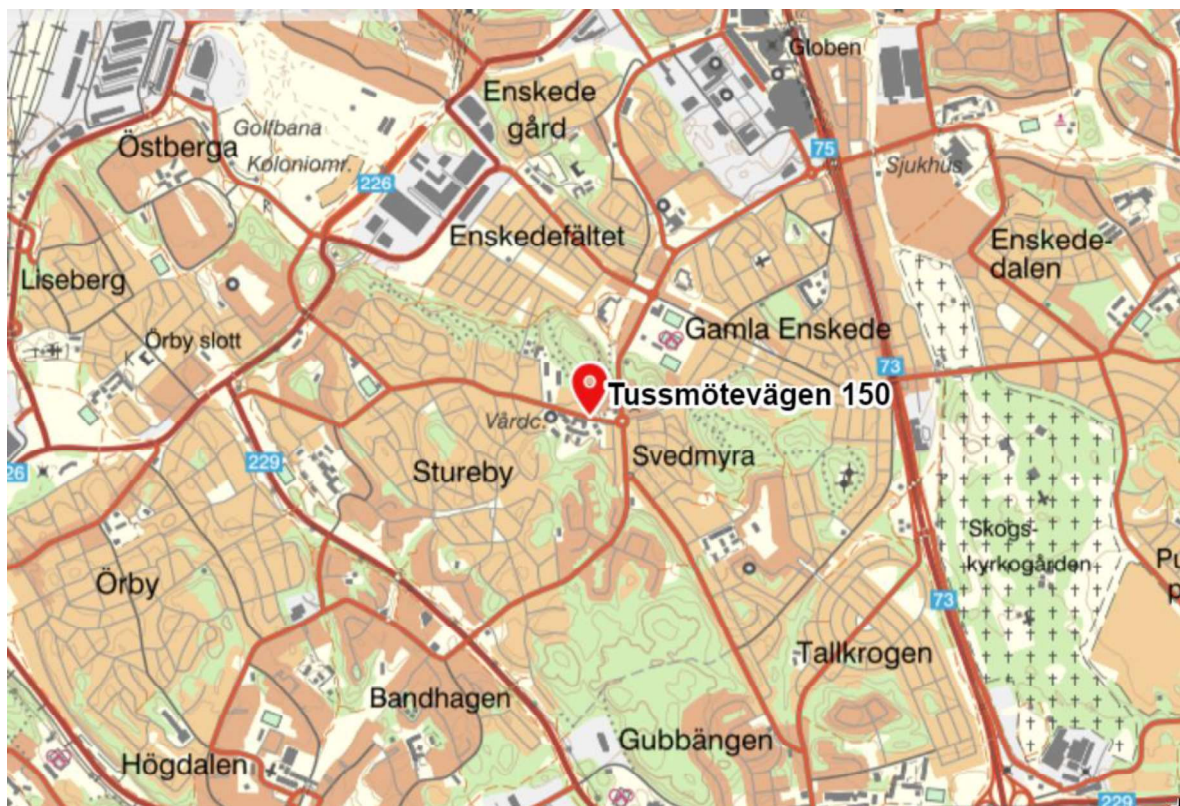 Globen
Enskede
gård
Golfbana
Östberga
Koloniomr.
75
Sjukhus
226
Enskedefältet
Enskede-
dalen
Liseberg
Örby slott
Gamla Enskede
73
Tussmötevägen 150
Vårdc.
Svedmyra
229
Stureby
26
Skogs-
kyrkogården
Örby
Pu
p
73
Tallkrogen
Bandhagen
Gubbängen
Högdalen
229